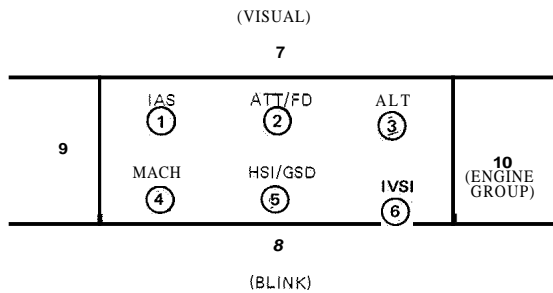 (VISUAL)
7
IAS ATT/FD ALT
1 2 3
9
MACH HSI/GSD IVSI
4 5 6
10
(ENGINE
GROUP)
8
(BLINK)